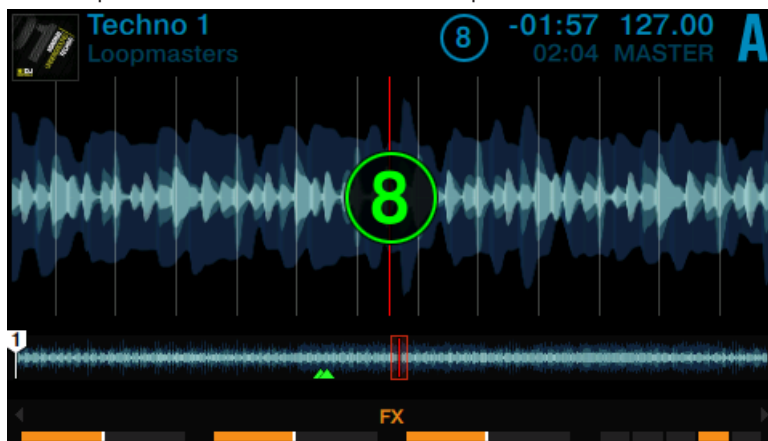 Techno 1
Loopmasters
8
-01:57
127.00
02:04
MASTER
A
8
1
FX